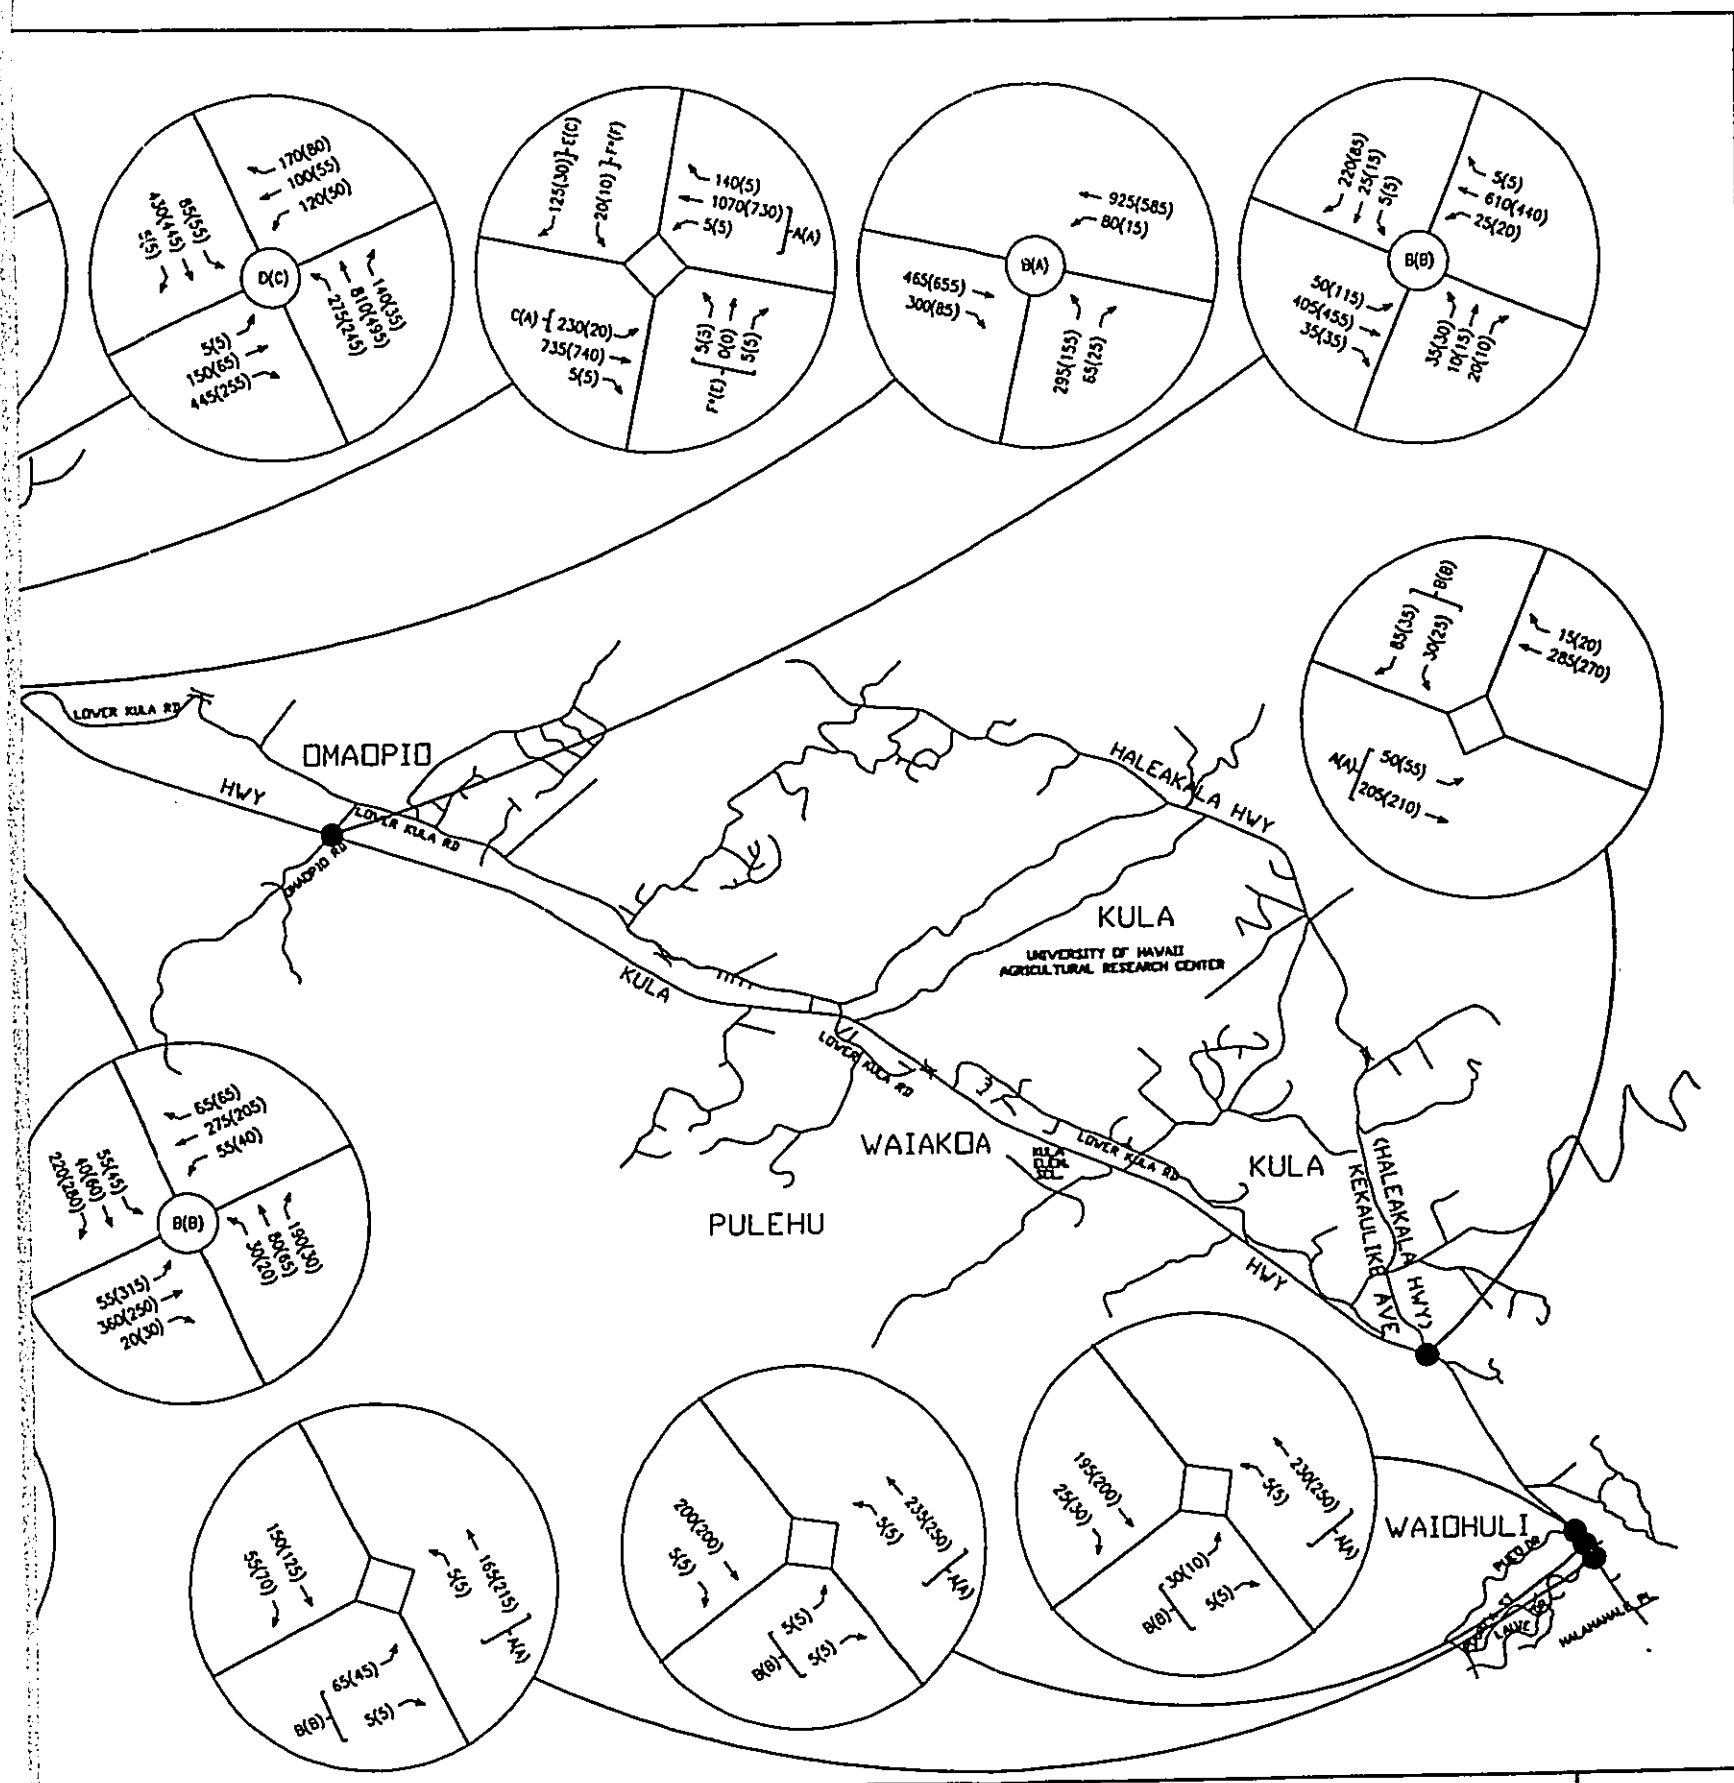 170(80)
100(55)
120(50)
85(55)
430(445)
5(5)
D(C)
140(35)
810(495)
275(245)
5(5)
150(65)
445(255)
125(30)]-E(C)
20(10)]-F*(F)
140(5)
1070(730)
5(5)
A(A)
C(A)-[230(20)
735(740)
5(5)
5(5)
0(0)
5(5)
F*(E)
925(585)
80(15)
465(655)
300(85)
295(155)
65(25)
220(85)
25(15)
5(5)
5(5)
610(440)
25(20)
B(B)
50(115)
405(455)
35(35)
35(30)
10(15)
20(10)
85(35)
30(25)
B(B)
15(20)
285(270)
A(A)
50(55)
205(210)
LOWER KULA RD
OMAOPIO
HWY
LOWER KULA RD
OMAOPIO RD
HALEAKALA HWY
KULA
UNIVERSITY OF HAWAII
AGRICULTURAL RESEARCH CENTER
KULA
LOWER KULA RD
WAIAKOA
LOWER KULA RD
KULA
PULEHU
(HALEAKALA HWY)
KEKAULIKE AVE
HWY
65(65)
275(205)
55(40)
55(45)
40(60)
220(280)
B(B)
190(30)
80(65)
30(20)
55(315)
360(250)
20(30)
150(125)
55(70)
165(215)
5(5)
A(A)
65(45)
5(5)
B(B)
200(200)
5(5)
235(250)
5(5)
A(A)
5(5)
5(5)
B(B)
195(200)
25(30)
230(250)
5(5)
A(A)
30(10)
5(5)
B(B)
WAIOHULI
PUEO DR
LAUIE DR
KALAMAHALE PL